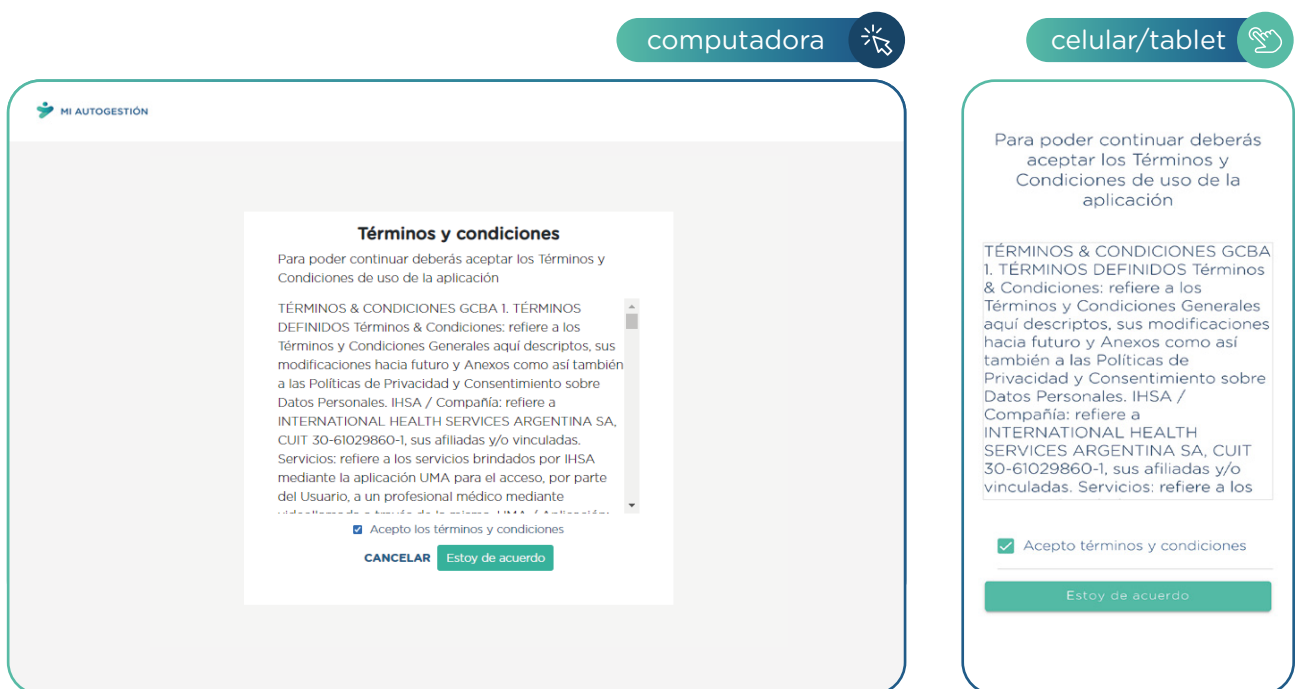 computadora
MI AUTOGESTIÓN
Términos y condiciones
Para poder continuar deberás aceptar los Términos y
Condiciones de uso de la aplicación
TÉRMINOS & CONDICIONES GCBA 1. TÉRMINOS
DEFINIDOS Términos & Condiciones: refiere a los
Términos y Condiciones Generales aquí descriptos, sus
modificaciones hacia futuro y Anexos como así también
a las Políticas de Privacidad y Consentimiento sobre
Datos Personales. IHSA / Compañía: refiere a
INTERNATIONAL HEALTH SERVICES ARGENTINA SA,
CUIT 30-61029860-1, sus afiliadas y/o vinculadas.
Servicios: refiere a los servicios brindados por IHSA
mediante la aplicación UMA para el acceso, por parte
del Usuario, a un profesional médico mediante
videollamada a través de la misma. UMA / Aplicación:
Acepto los términos y condiciones
CANCELAR Estoy de acuerdo
celular/tablet
Para poder continuar deberás
aceptar los Términos y
Condiciones de uso de la
aplicación
TÉRMINOS & CONDICIONES GCBA
1. TÉRMINOS DEFINIDOS Términos
& Condiciones: refiere a los
Términos y Condiciones Generales
aquí descriptos, sus modificaciones
hacia futuro y Anexos como así
también a las Políticas de
Privacidad y Consentimiento sobre
Datos Personales. IHSA /
Compañía: refiere a
INTERNATIONAL HEALTH
SERVICES ARGENTINA SA, CUIT
30-61029860-1, sus afiliadas y/o
vinculadas. Servicios: refiere a los
Acepto términos y condiciones
Estoy de acuerdo